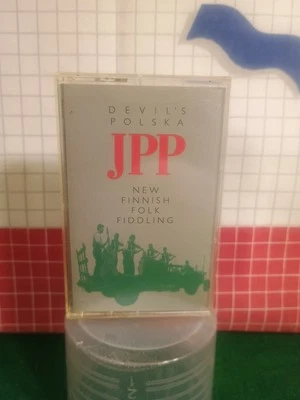 DEVIL'S
POLSKA
JPP
NEW
FINNISH
FOLK
FIDDLING